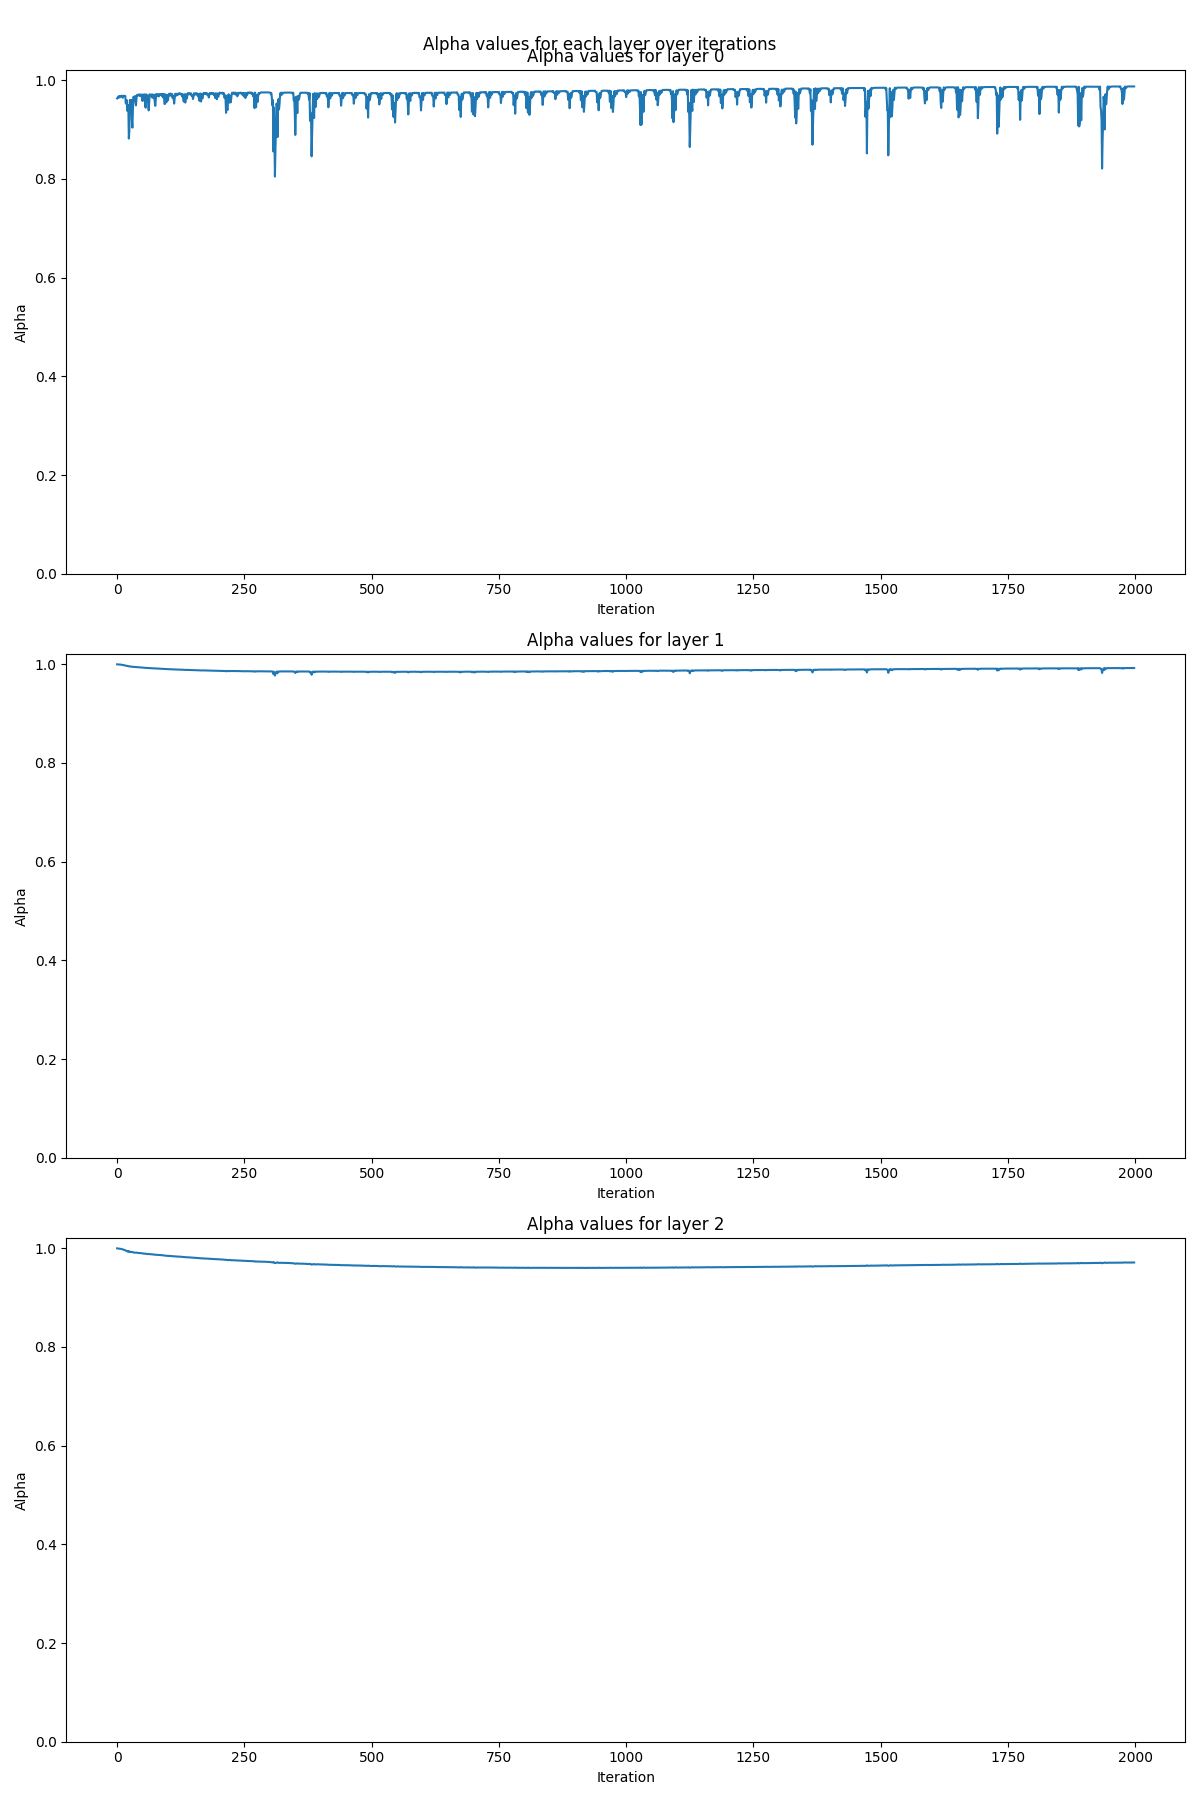 Alpha values for each layer over iterations
Alpha values for layer 0
1.0
0.8
0.6
0.4
0.2
0.0
Alpha
0 250 500 750 1000 1250 1500 1750 2000
Iteration
Alpha values for layer 1
1.0
0.8
0.6
0.4
0.2
0.0
Alpha
0 250 500 750 1000 1250 1500 1750 2000
Iteration
Alpha values for layer 2
1.0
0.8
0.6
0.4
0.2
0.0
Alpha
0 250 500 750 1000 1250 1500 1750 2000
Iteration